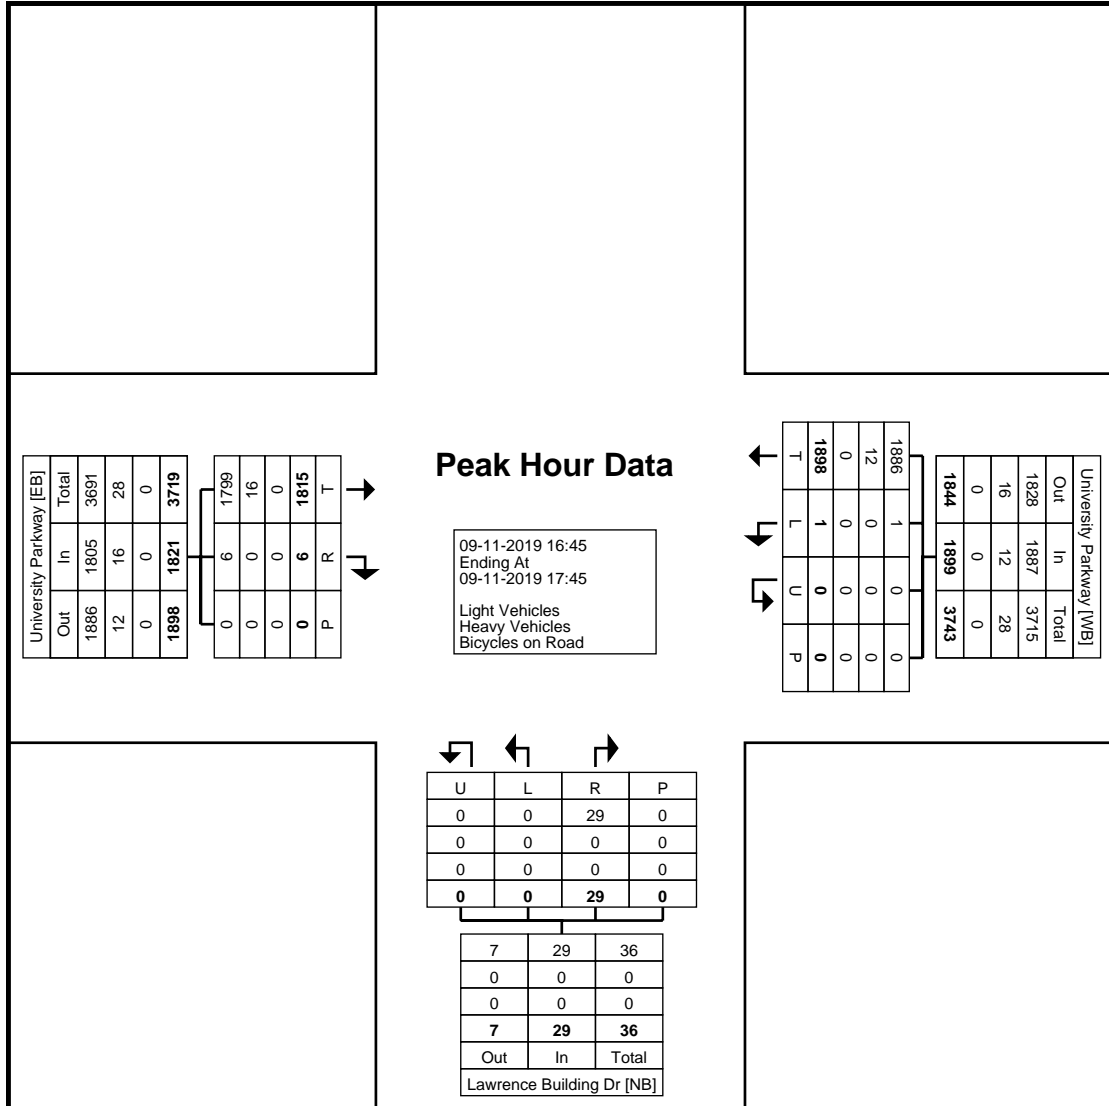 Peak Hour Data
09-11-2019 16:45
Ending At
09-11-2019 17:45
Light Vehicles
Heavy Vehicles
Bicycles on Road
University Parkway [EB]
Total In Out
3691 1805 1886
28 16 12
0 0 0
3719 1821 1898
1799 6 0
16 0 0
0 0 0
1815 6 0
T R P
University Parkway [WB]
Out In Total
1828 1887 3715
16 12 28
0 0 0
1844 1899 3743
1886 1 0 0
12 0 0 0
0 0 0 0
1898 1 0 0
T L U P
U L R P
0 0 29 0
0 0 0 0
0 0 0 0
0 0 29 0
7 29 36
0 0 0
0 0 0
7 29 36
Out In Total
Lawrence Building Dr [NB]